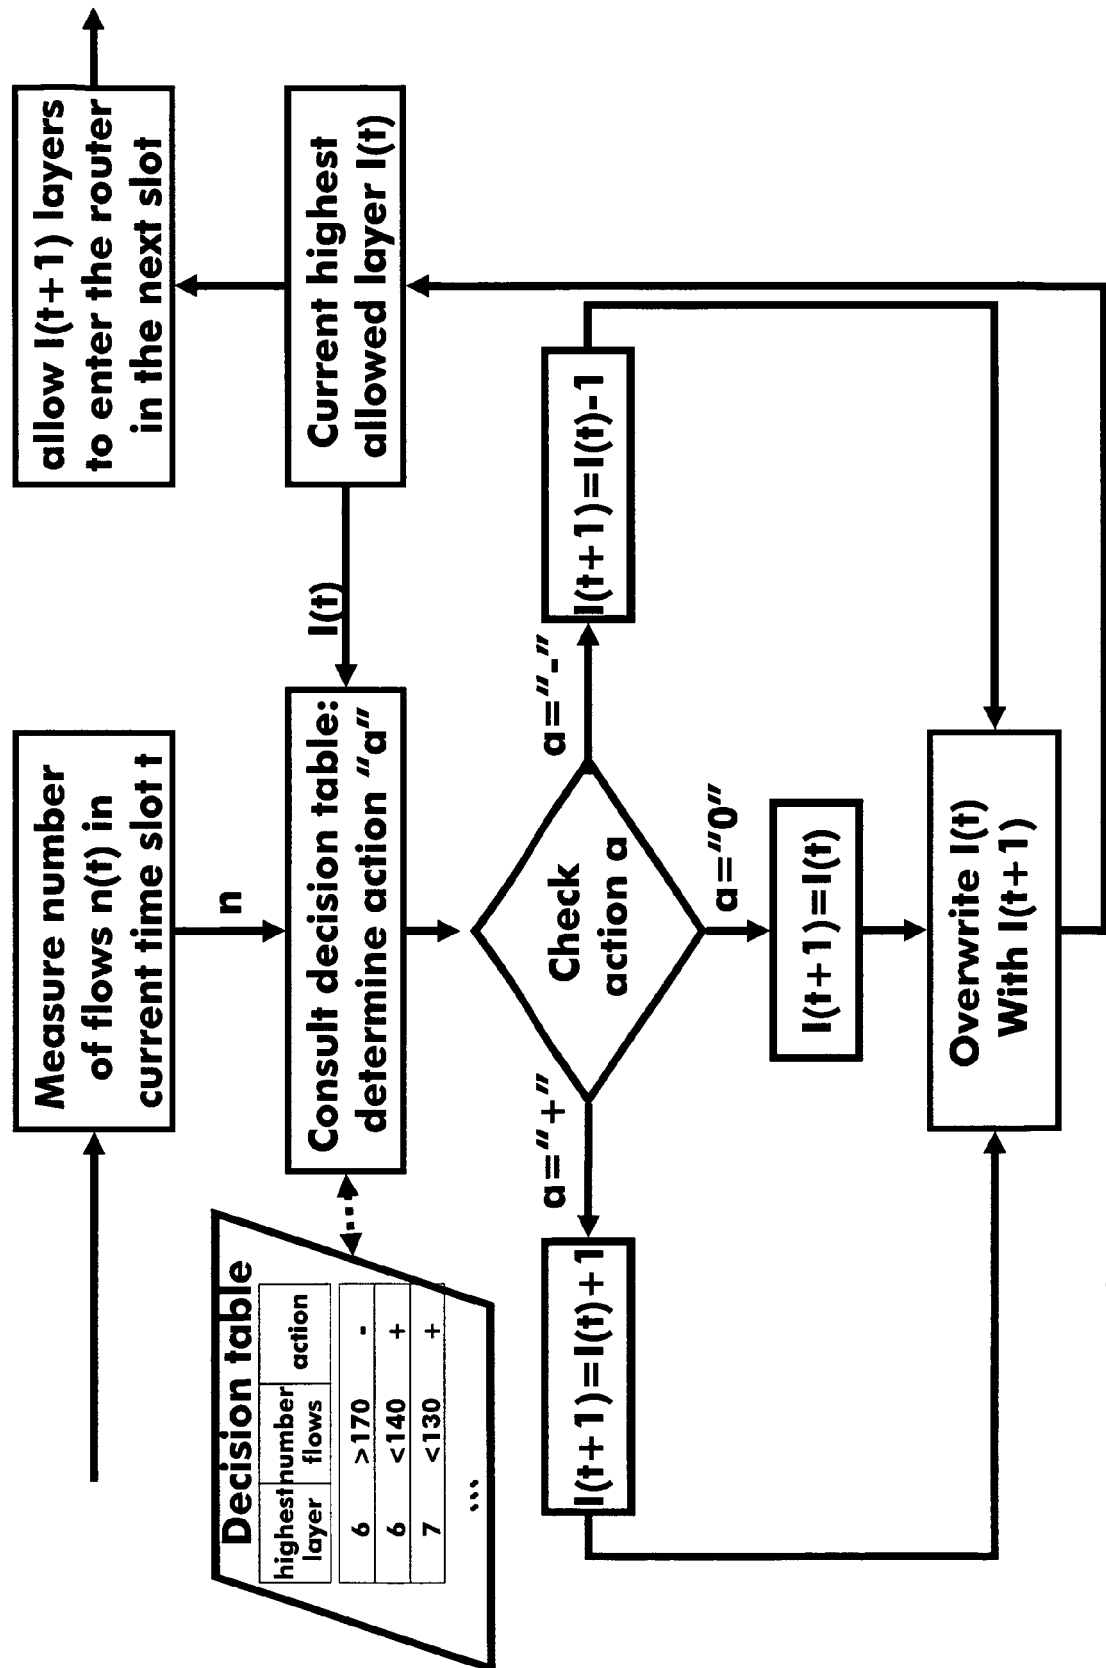 Measure number
of flows n(t) in
current time slot t
allow l(t+1) layers
to enter the router
in the next slot
n
Decision table
highest layer number flows action
6 >170 -
6 <140 +
7 <130 +
...
Consult decision table:
determine action "a"
l(t)
Current highest
allowed layer l(t)
a="+"
Check
action a
a="-"
a="0"
l(t+1)=l(t)+1
l(t+1)=l(t)-1
l(t+1)=l(t)
Overwrite l(t)
With l(t+1)